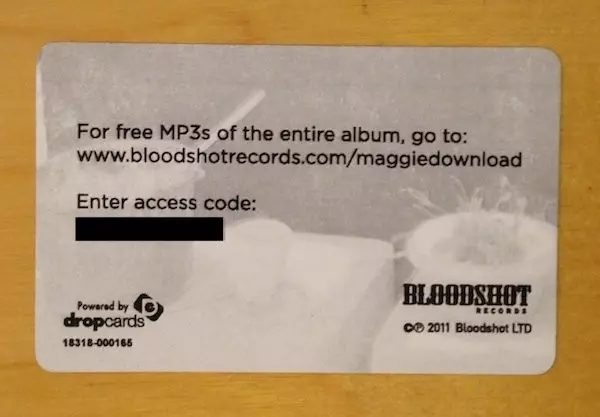 For free MP3s of the entire album, go to:
www.bloodshotrecords.com/maggiedownload
Enter access code:
Powered by
dropcards
18318-000165
BLOODSHOT
RECORDS
©℗ 2011 Bloodshot LTD